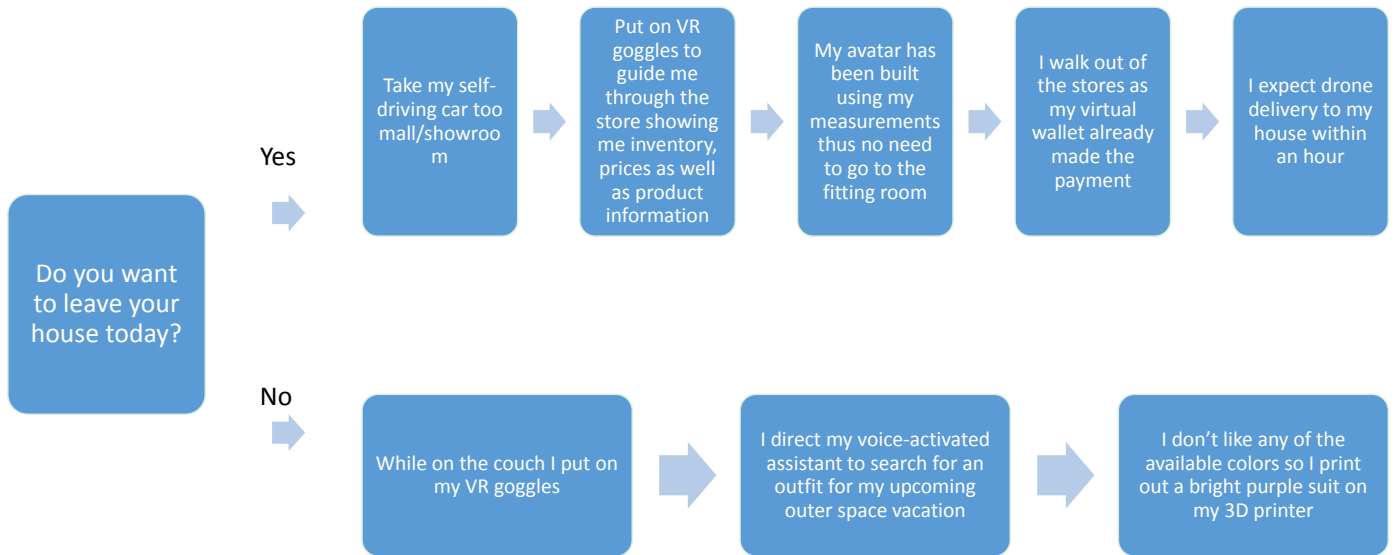 Do you want
to leave your
house today?
Yes
Take my self-
driving car too
mall/showroo
m
Put on VR
goggles to
guide me
through the
store showing
me inventory,
prices as well
as product
information
My avatar has
been built
using my
measurements
thus no need
to go to the
fitting room
I walk out of
the stores as
my virtual
wallet already
made the
payment
I expect drone
delivery to my
house within
an hour
No
While on the couch I put on
my VR goggles
I direct my voice-activated
assistant to search for an
outfit for my upcoming
outer space vacation
I don’t like any of the
available colors so I print
out a bright purple suit on
my 3D printer